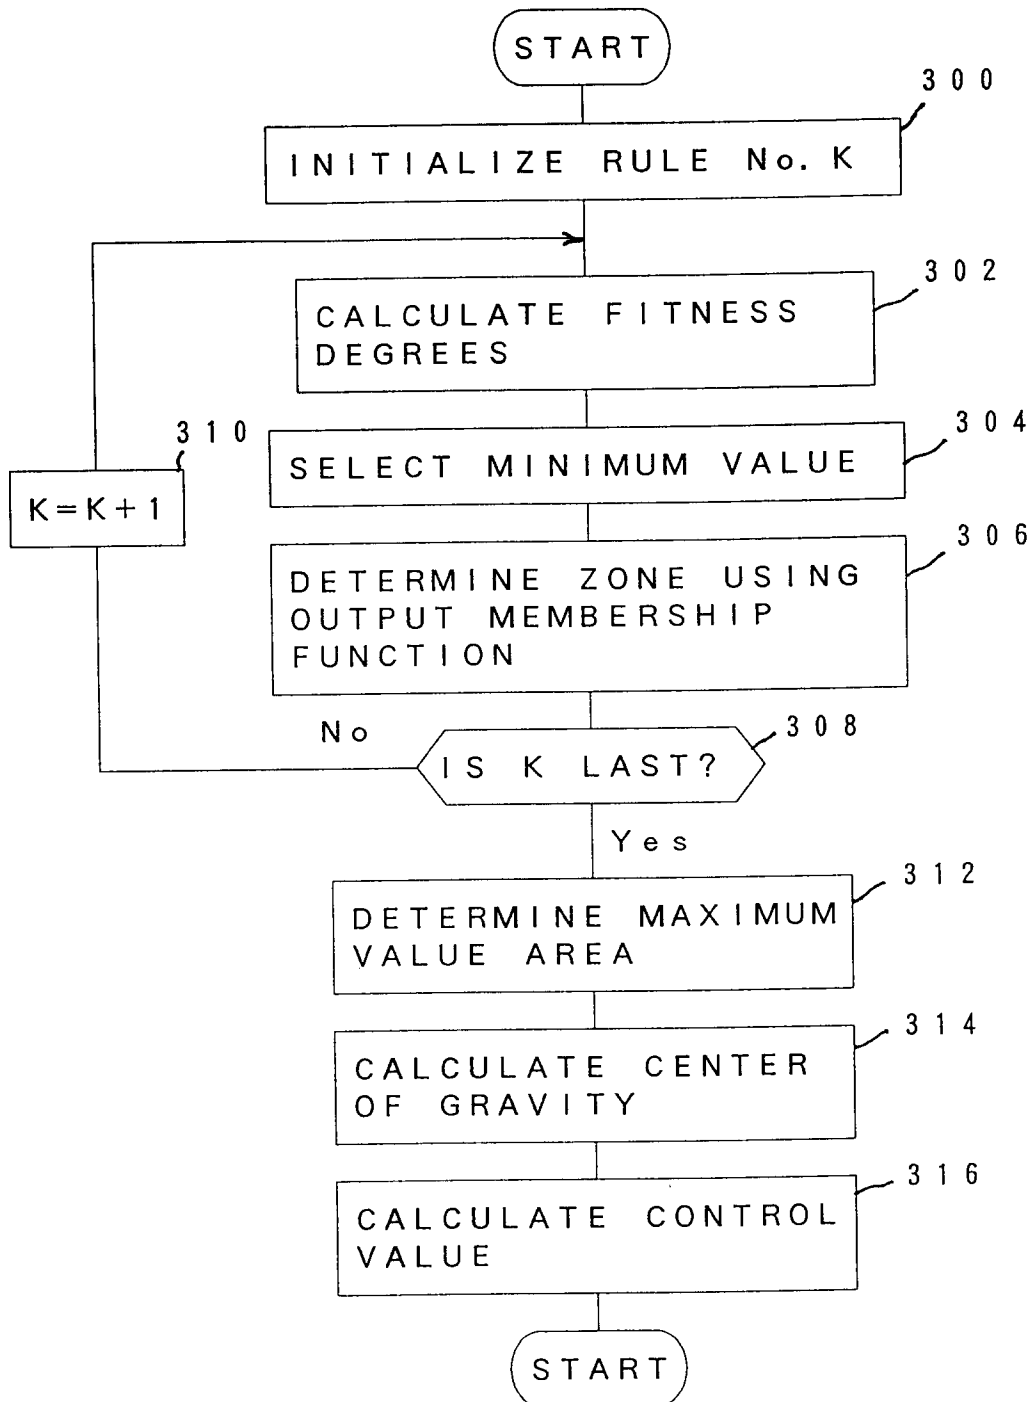 START
300
INITIALIZE RULE No. K
302
CALCULATE FITNESS
DEGREES
310
304
SELECT MINIMUM VALUE
K=K+1
306
DETERMINE ZONE USING
OUTPUT MEMBERSHIP
FUNCTION
No
308
IS K LAST?
Yes
312
DETERMINE MAXIMUM
VALUE AREA
314
CALCULATE CENTER
OF GRAVITY
316
CALCULATE CONTROL
VALUE
START